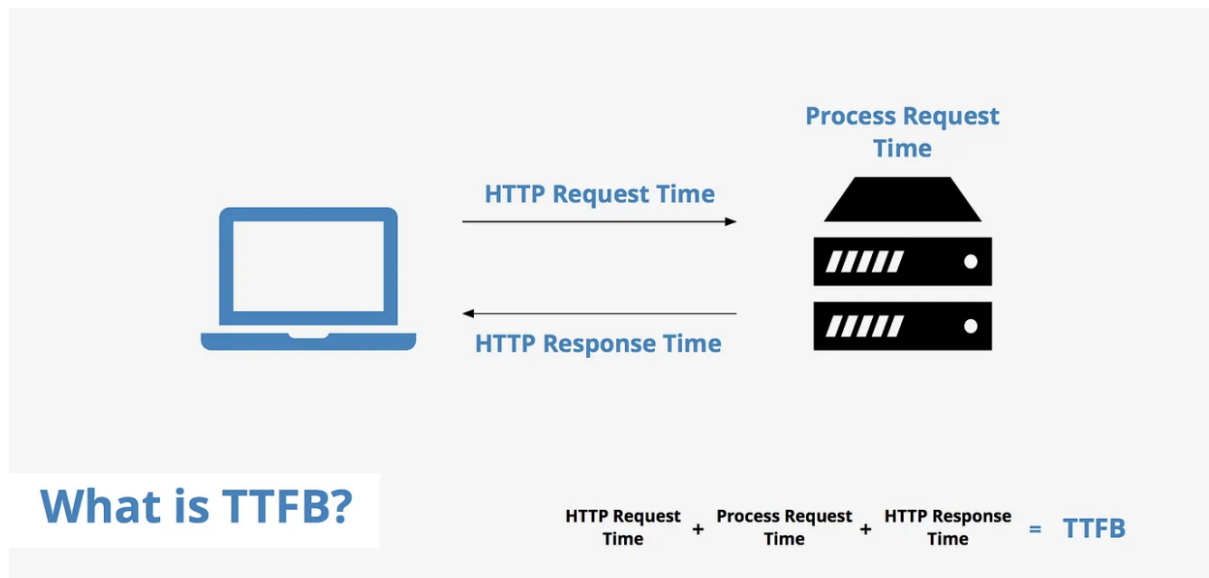 Process Request
Time
HTTP Request Time
HTTP Response Time
What is TTFB?
HTTP Request
Time
+
Process Request
Time
+
HTTP Response
Time
=
TTFB